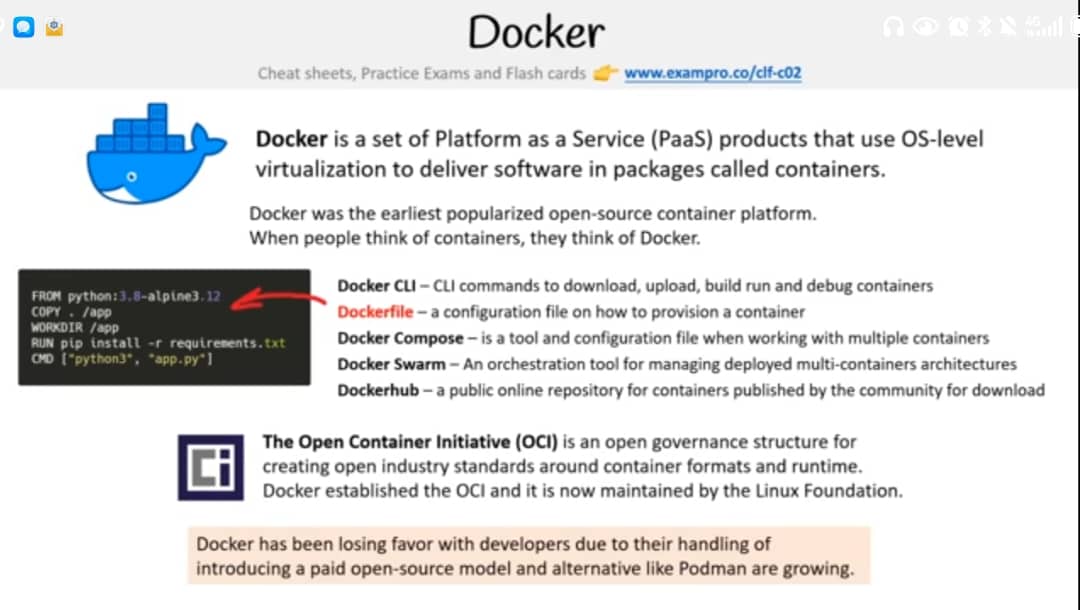 Docker
Cheat sheets, Practice Exams and Flash cards 👉 www.exampro.co/clf-c02
Docker is a set of Platform as a Service (PaaS) products that use OS-level
virtualization to deliver software in packages called containers.
Docker was the earliest popularized open-source container platform.
When people think of containers, they think of Docker.
FROM python:3.8-alpine3.12
COPY . /app
WORKDIR /app
RUN pip install -r requirements.txt
CMD ["python3", "app.py"]
Docker CLI – CLI commands to download, upload, build run and debug containers
Dockerfile – a configuration file on how to provision a container
Docker Compose – is a tool and configuration file when working with multiple containers
Docker Swarm – An orchestration tool for managing deployed multi-containers architectures
Dockerhub – a public online repository for containers published by the community for download
The Open Container Initiative (OCI) is an open governance structure for
creating open industry standards around container formats and runtime.
Docker established the OCI and it is now maintained by the Linux Foundation.
Docker has been losing favor with developers due to their handling of
introducing a paid open-source model and alternative like Podman are growing.